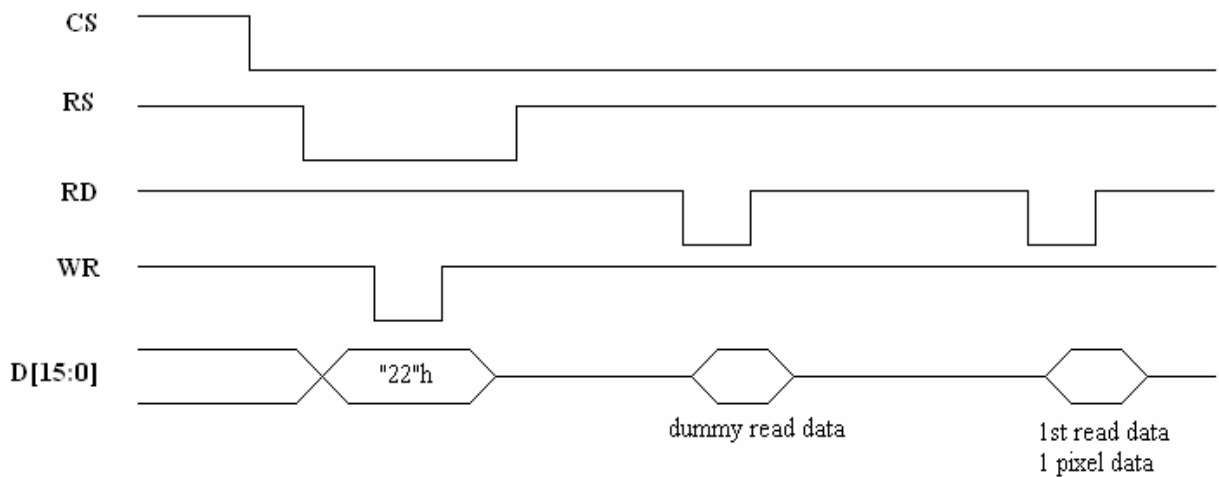 CS
RS
RD
WR
D[15:0]
"22"h
dummy read data
1st read data
1 pixel data